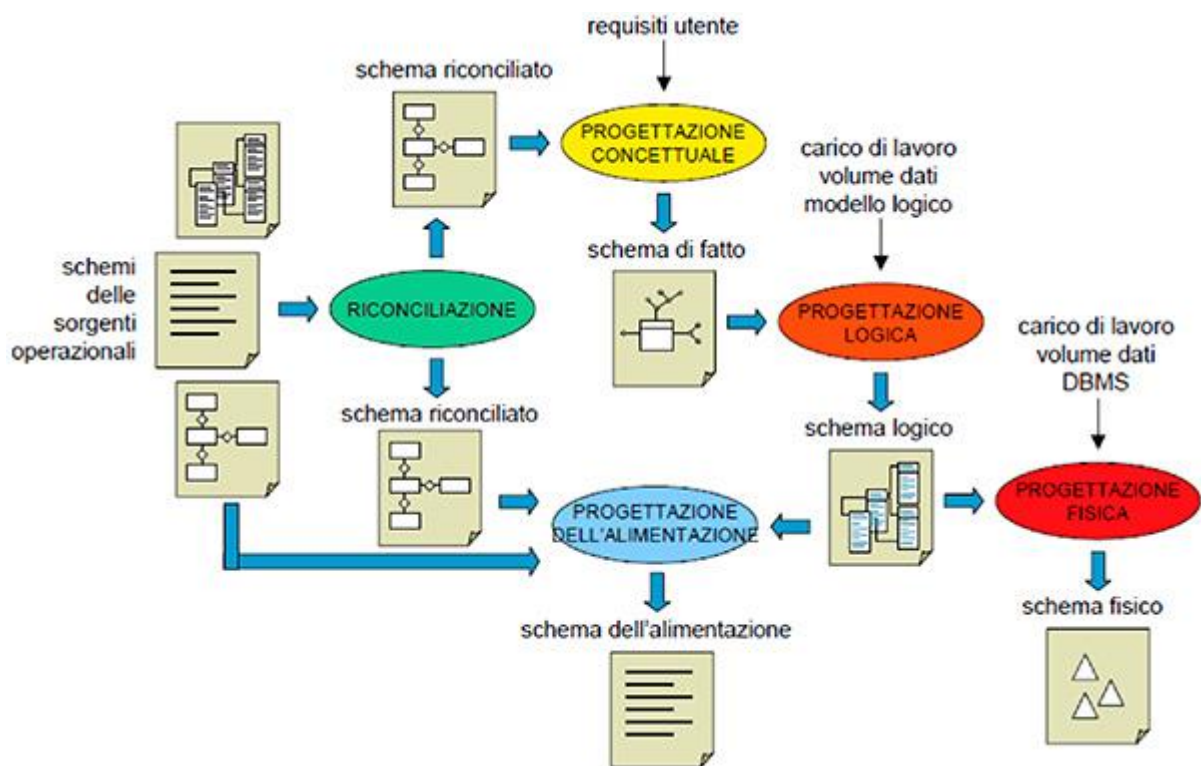 requisiti utente
schema riconciliato
PROGETTAZIONE
CONCETTUALE
carico di lavoro
volume dati
modello logico
schemi
delle
sorgenti
operazionali
RICONCILIAZIONE
schema di fatto
PROGETTAZIONE
LOGICA
carico di lavoro
volume dati
DBMS
schema riconciliato
schema logico
PROGETTAZIONE
DELL'ALIMENTAZIONE
PROGETTAZIONE
FISICA
schema dell'alimentazione
schema fisico